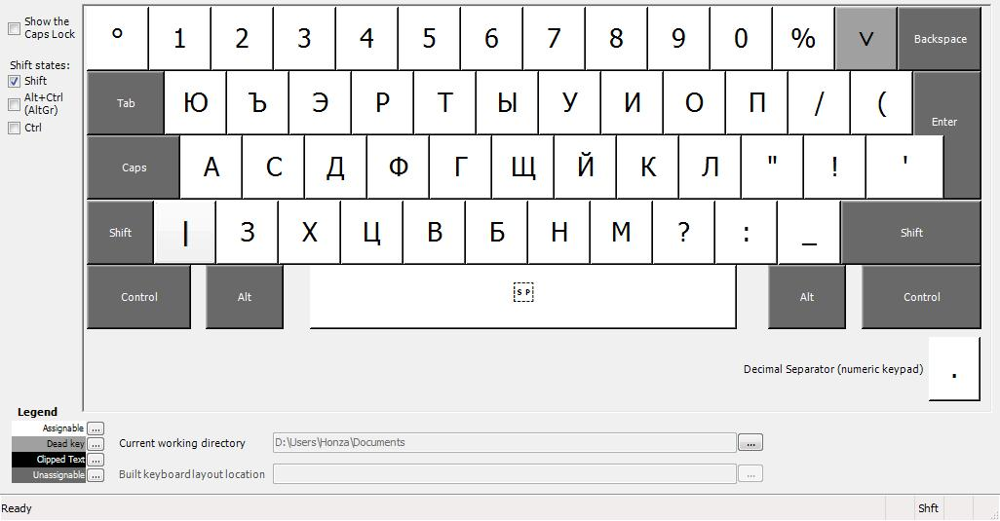 Show the
Caps Lock
Shift states:
Shift
Alt+Ctrl
(AltGr)
Ctrl
° 1 2 3 4 5 6 7 8 9 0 % ˇ Backspace
Tab Ю Ъ Э Р Т Ы У И О П / ( Enter
Caps А С Д Ф Г Щ Й К Л " ! '
Shift | З Х Ц В Б Н М ? : _ Shift
Control Alt SP Alt Control
Decimal Separator (numeric keypad) .
Legend
Assignable ...
Dead key ... Current working directory D:\Users\Honza\Documents ...
Clipped Text ...
Unassignable ... Built keyboard layout location ...
Ready Shft